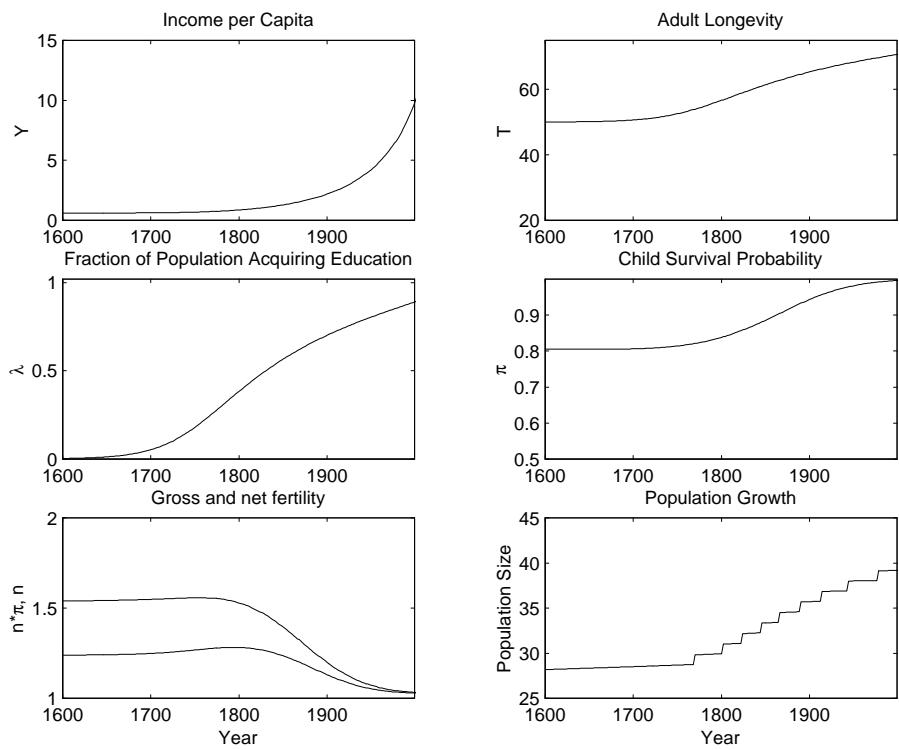 Income per Capita
15
10
5
0
Y
1600 1700 1800 1900
Adult Longevity
60
40
20
T
1600 1700 1800 1900
Fraction of Population Acquiring Education
1
0.5
0
λ
1600 1700 1800 1900
Child Survival Probability
0.9
0.8
0.7
0.6
0.5
π
1600 1700 1800 1900
Gross and net fertility
2
1.5
1
n*π, n
1600 1700 1800 1900
Year
Population Growth
45
40
35
30
25
Population Size
1600 1700 1800 1900
Year